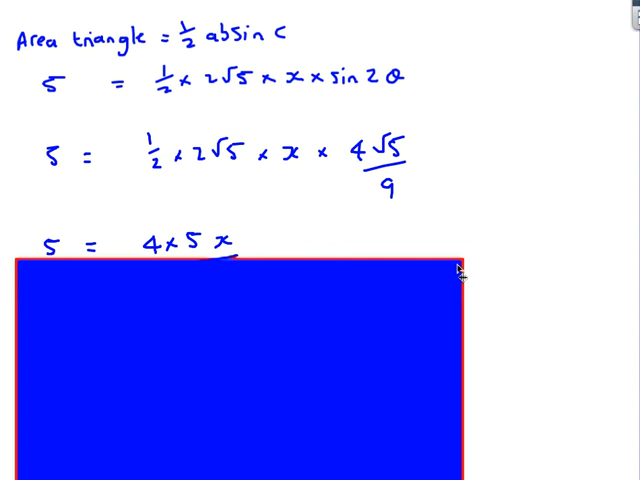 Area triangle = 1/2 absin C
5 = 1/2 × 2√5 × x × sin 2θ
5 = 1/2 × 2√5 × x × 4√5/9
5 = 4×5 x